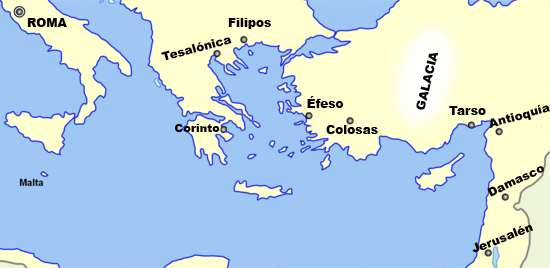 ROMA
Filipos
Tesalónica
GALACIA
Éfeso
Colosas
Tarso
Antioquía
Corinto
Malta
Damasco
Jerusalén